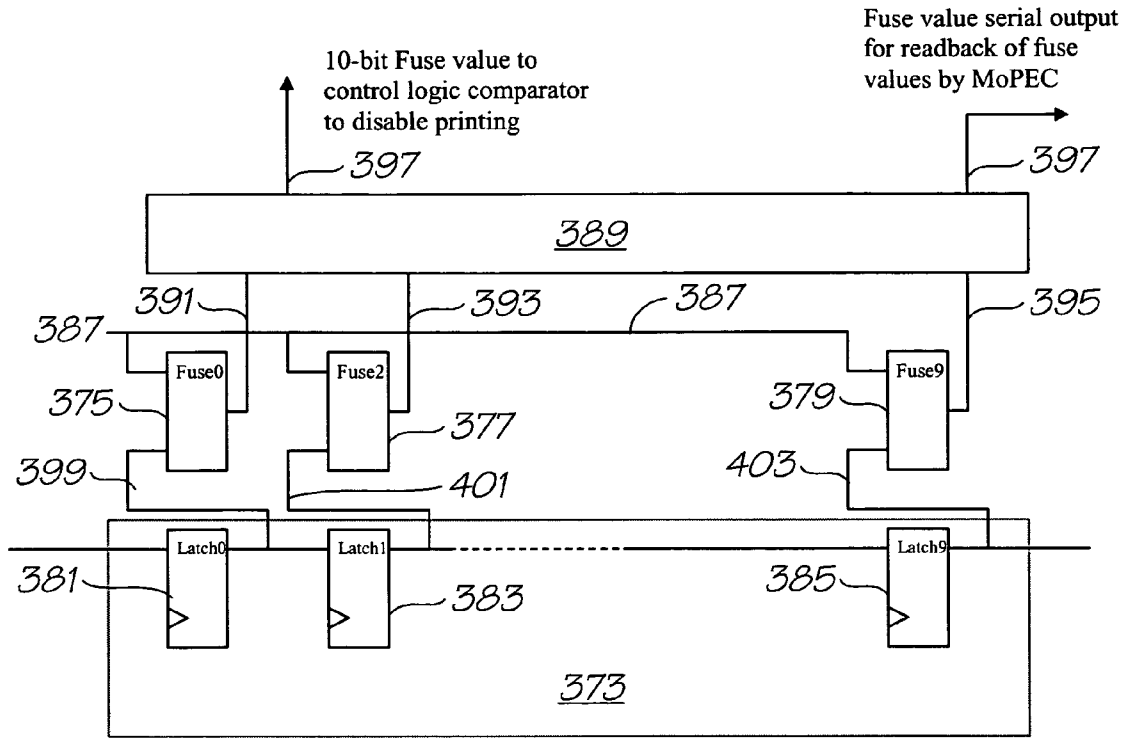 Fuse value serial output
for readback of fuse
values by MoPEC
10-bit Fuse value to
control logic comparator
to disable printing
397
397
389
391
393
387
395
387
Fuse0
Fuse2
Fuse9
375
377
379
399
401
403
Latch0
Latch1
Latch9
381
383
385
373